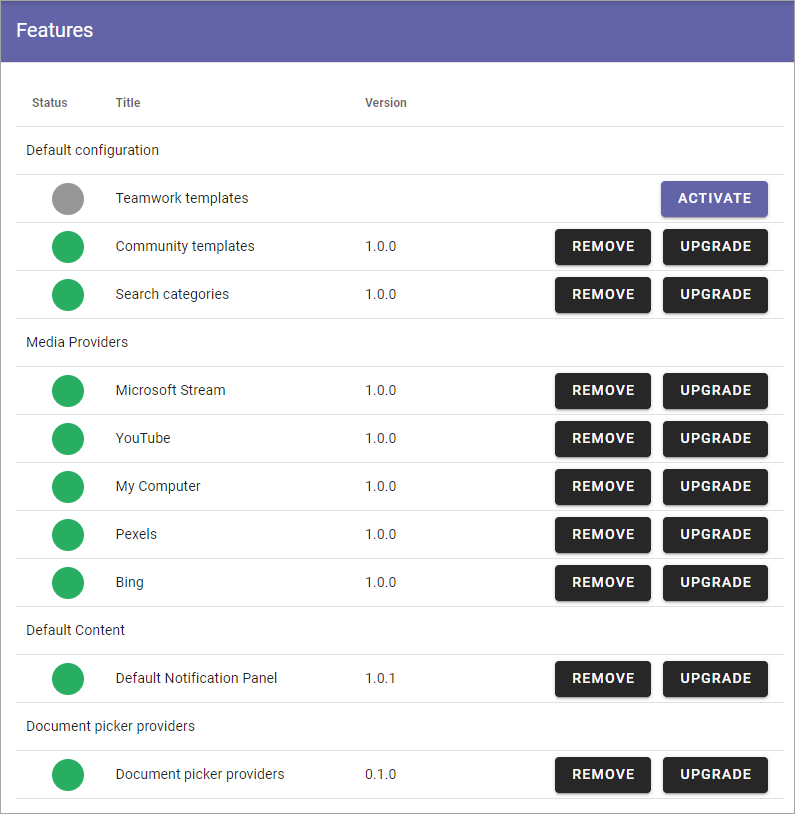 Features
Status Title Version
Default configuration
Teamwork templates ACTIVATE
Community templates 1.0.0 REMOVE UPGRADE
Search categories 1.0.0 REMOVE UPGRADE
Media Providers
Microsoft Stream 1.0.0 REMOVE UPGRADE
YouTube 1.0.0 REMOVE UPGRADE
My Computer 1.0.0 REMOVE UPGRADE
Pexels 1.0.0 REMOVE UPGRADE
Bing 1.0.0 REMOVE UPGRADE
Default Content
Default Notification Panel 1.0.1 REMOVE UPGRADE
Document picker providers
Document picker providers 0.1.0 REMOVE UPGRADE